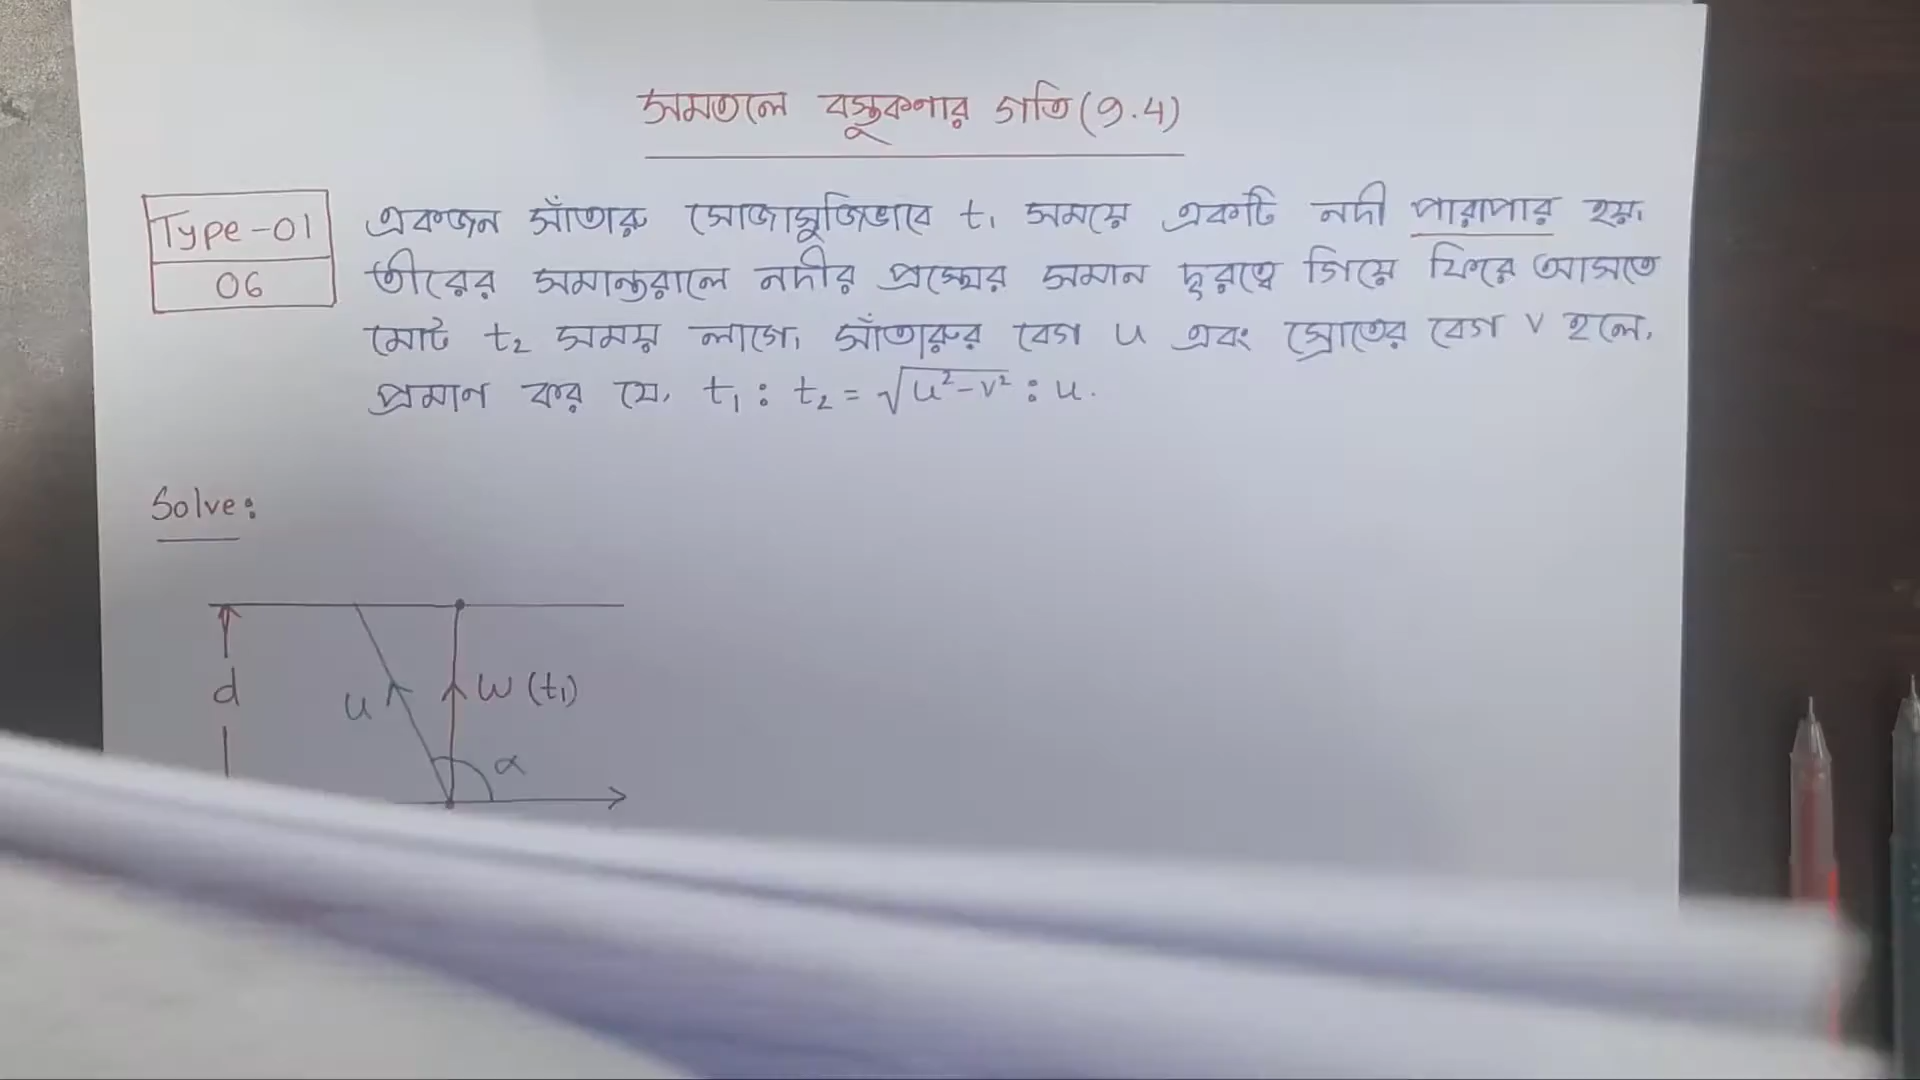 সমতলে বস্তুকণার গতি (9.4)
Type-01
06
একজন সাঁতারু সোজাসুজিভাবে t₁ সময়ে একটি নদী পারাপার হয়।
তীরের সমান্তরালে নদীর প্রস্থের সমান দূরত্বে গিয়ে ফিরে আসতে
মোট t₂ সময় লাগে। সাঁতারুর বেগ u এবং স্রোতের বেগ v হলে,
প্রমান কর যে, t₁ : t₂ = √u²-v² : u.
Solve:
d
u
w (t₁)
α